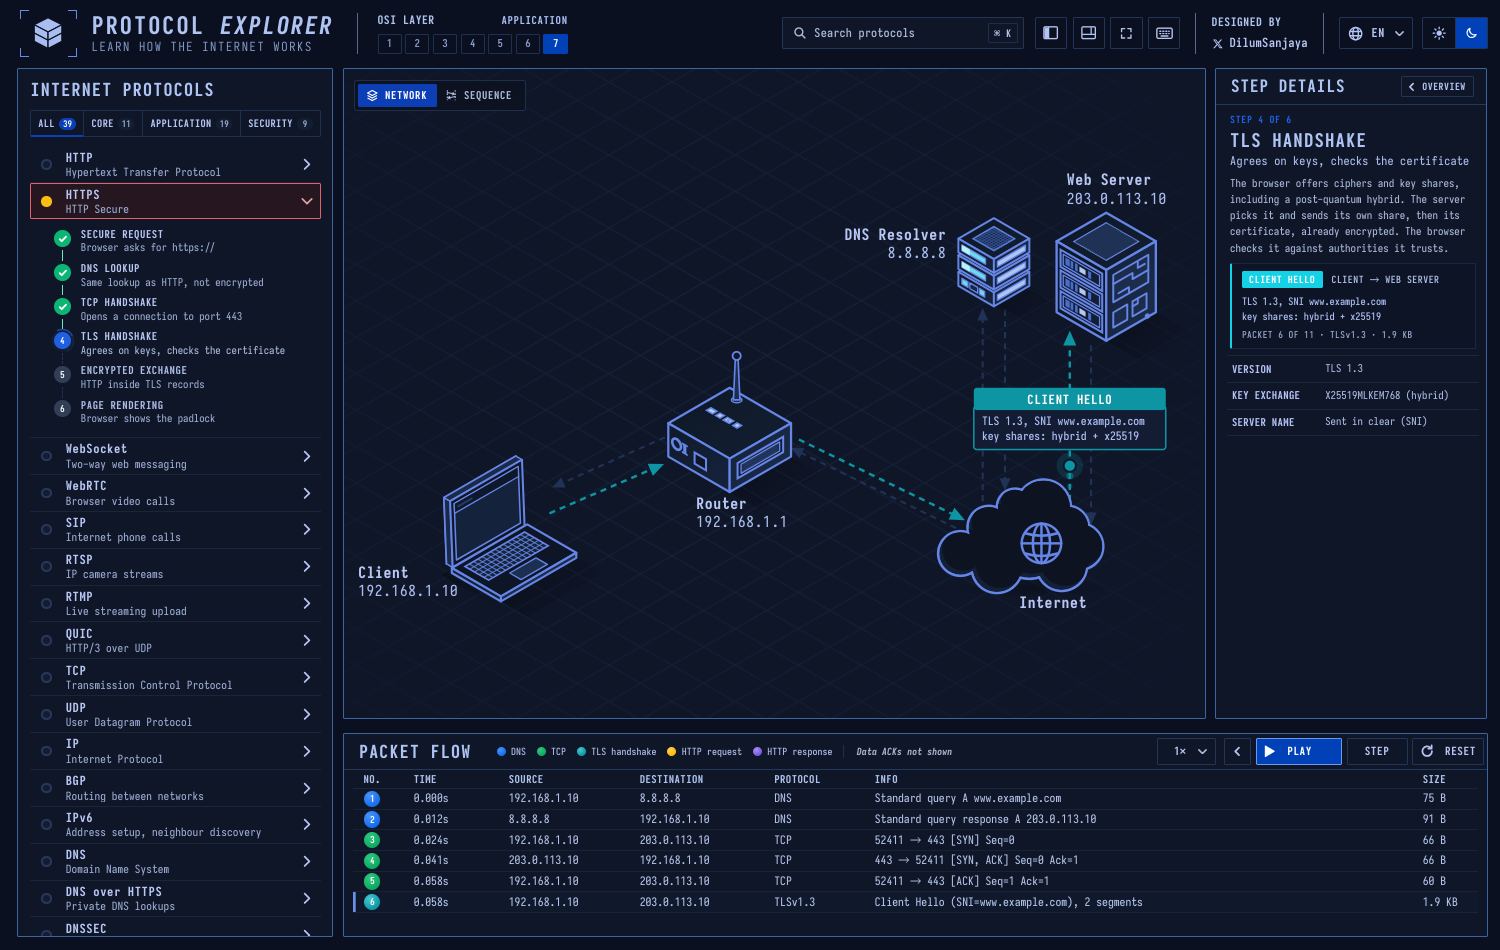 PROTOCOL EXPLORER
LEARN HOW THE INTERNET WORKS
OSI LAYER APPLICATION
1 2 3 4 5 6 7
Search protocols ⌘ K
DESIGNED BY
X DilumSanjaya
EN
INTERNET PROTOCOLS
ALL 39 CORE 11 APPLICATION 19 SECURITY 9
HTTP
Hypertext Transfer Protocol
HTTPS
HTTP Secure
SECURE REQUEST
Browser asks for https://
DNS LOOKUP
Same lookup as HTTP, not encrypted
TCP HANDSHAKE
Opens a connection to port 443
4 TLS HANDSHAKE
Agrees on keys, checks the certificate
5 ENCRYPTED EXCHANGE
HTTP inside TLS records
6 PAGE RENDERING
Browser shows the padlock
WebSocket
Two-way web messaging
WebRTC
Browser video calls
SIP
Internet phone calls
RTSP
IP camera streams
RTMP
Live streaming upload
QUIC
HTTP/3 over UDP
TCP
Transmission Control Protocol
UDP
User Datagram Protocol
IP
Internet Protocol
BGP
Routing between networks
IPv6
Address setup, neighbour discovery
DNS
Domain Name System
DNS over HTTPS
Private DNS lookups
DNSSEC
NETWORK SEQUENCE
Web Server
203.0.113.10
DNS Resolver
8.8.8.8
CLIENT HELLO
TLS 1.3, SNI www.example.com
key shares: hybrid + x25519
Router
192.168.1.1
Client
192.168.1.10
Internet
STEP DETAILS OVERVIEW
STEP 4 OF 6
TLS HANDSHAKE
Agrees on keys, checks the certificate
The browser offers ciphers and key shares,
including a post-quantum hybrid. The server
picks it and sends its own share, then its
certificate, already encrypted. The browser
checks it against authorities it trusts.
CLIENT HELLO CLIENT → WEB SERVER
TLS 1.3, SNI www.example.com
key shares: hybrid + x25519
PACKET 6 OF 11 · TLSv1.3 · 1.9 KB
VERSION TLS 1.3
KEY EXCHANGE X25519MLKEM768 (hybrid)
SERVER NAME Sent in clear (SNI)
PACKET FLOW DNS TCP TLS handshake HTTP request HTTP response Data ACKs not shown 1× PLAY STEP RESET
NO. TIME SOURCE DESTINATION PROTOCOL INFO SIZE
1 0.000s 192.168.1.10 8.8.8.8 DNS Standard query A www.example.com 75 B
2 0.012s 8.8.8.8 192.168.1.10 DNS Standard query response A 203.0.113.10 91 B
3 0.024s 192.168.1.10 203.0.113.10 TCP 52411 → 443 [SYN] Seq=0 66 B
4 0.041s 203.0.113.10 192.168.1.10 TCP 443 → 52411 [SYN, ACK] Seq=0 Ack=1 66 B
5 0.058s 192.168.1.10 203.0.113.10 TCP 52411 → 443 [ACK] Seq=1 Ack=1 60 B
6 0.058s 192.168.1.10 203.0.113.10 TLSv1.3 Client Hello (SNI=www.example.com), 2 segments 1.9 KB